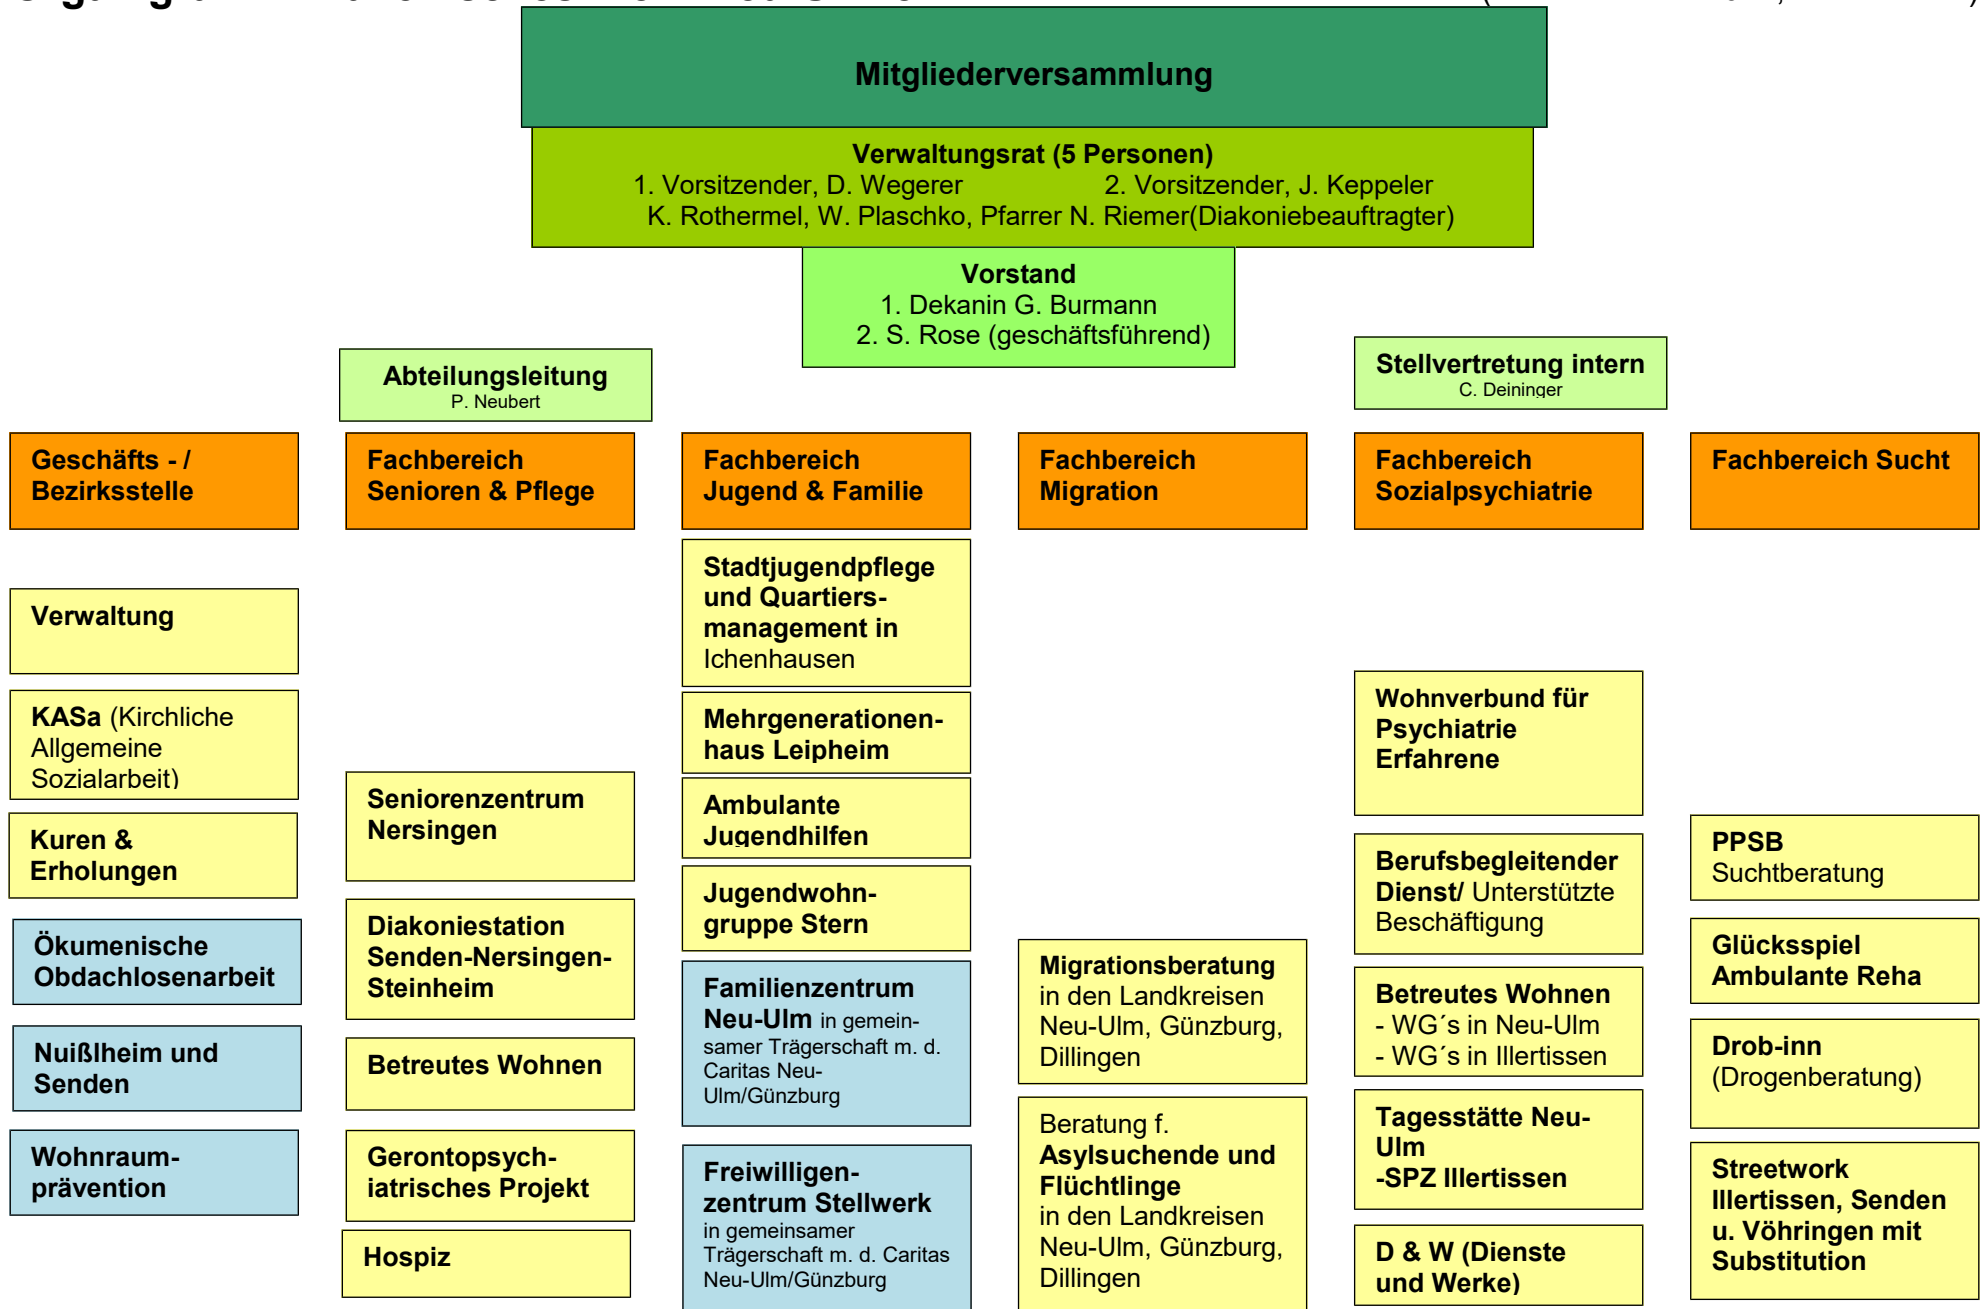 Mitgliederversammlung
Verwaltungsrat (5 Personen)
1. Vorsitzender, D. Wegerer 2. Vorsitzender, J. Keppeler
K. Rothermel, W. Plaschko, Pfarrer N. Riemer(Diakoniebeauftragter)
Vorstand
1. Dekanin G. Burmann
2. S. Rose (geschäftsführend)
Abteilungsleitung
P. Neubert
Stellvertretung intern
C. Deininger
Geschäfts - /
Bezirksstelle
Verwaltung
KASa (Kirchliche
Allgemeine
Sozialarbeit)
Kuren &
Erholungen
Ökumenische
Obdachlosenarbeit
Nuißlheim und
Senden
Wohnraum-
prävention
Fachbereich
Senioren & Pflege
Seniorenzentrum
Nersingen
Diakoniestation
Senden-Nersingen-
Steinheim
Betreutes Wohnen
Gerontopsych-
iatrisches Projekt
Hospiz
Fachbereich
Jugend & Familie
Stadtjugendpflege
und Quartiers-
management in
Ichenhausen
Mehrgenerationen-
haus Leipheim
Ambulante
Jugendhilfen
Jugendwohn-
gruppe Stern
Familienzentrum
Neu-Ulm in gemein-
samer Trägerschaft m. d.
Caritas Neu-
Ulm/Günzburg
Freiwilligen-
zentrum Stellwerk
in gemeinsamer
Trägerschaft m. d. Caritas
Neu-Ulm/Günzburg
Fachbereich
Migration
Migrationsberatung
in den Landkreisen
Neu-Ulm, Günzburg,
Dillingen
Beratung f.
Asylsuchende und
Flüchtlinge
in den Landkreisen
Neu-Ulm, Günzburg,
Dillingen
Fachbereich
Sozialpsychiatrie
Wohnverbund für
Psychiatrie
Erfahrene
Berufsbegleitender
Dienst/ Unterstützte
Beschäftigung
Betreutes Wohnen
- WG´s in Neu-Ulm
- WG´s in Illertissen
Tagesstätte Neu-
Ulm
-SPZ Illertissen
D & W (Dienste
und Werke)
Fachbereich Sucht
PPSB
Suchtberatung
Glücksspiel
Ambulante Reha
Drob-inn
(Drogenberatung)
Streetwork
Illertissen, Senden
u. Vöhringen mit
Substitution